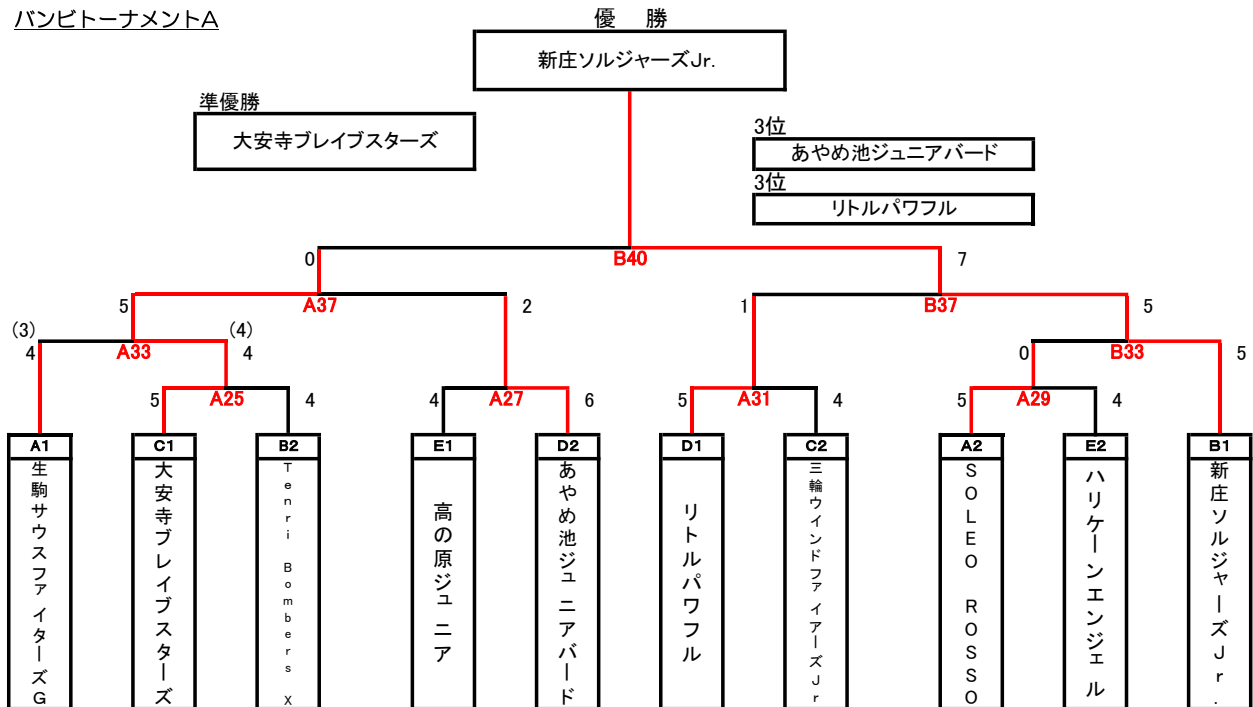 バンビトーナメントA
優　勝
新庄ソルジャーズJr.
準優勝
大安寺ブレイブスターズ
3位
あやめ池ジュニアバード
3位
リトルパワフル
0
B40
7
5
A37
2
1
B37
5
(3)
(4)
4
A33
4
0
B33
5
5
A25
4
4
A27
6
5
A31
4
5
A29
4
A1
C1
B2
E1
D2
D1
C2
A2
E2
B1
生駒サウスファイターズG
大安寺ブレイブスターズ
Tenri Bombers X
高の原ジュニア
あやめ池ジュニアバード
リトルパワフル
三輪ウインドファイアーズJr
SOLEO ROSSO
ハリケーンエンジェル
新庄ソルジャーズJr.